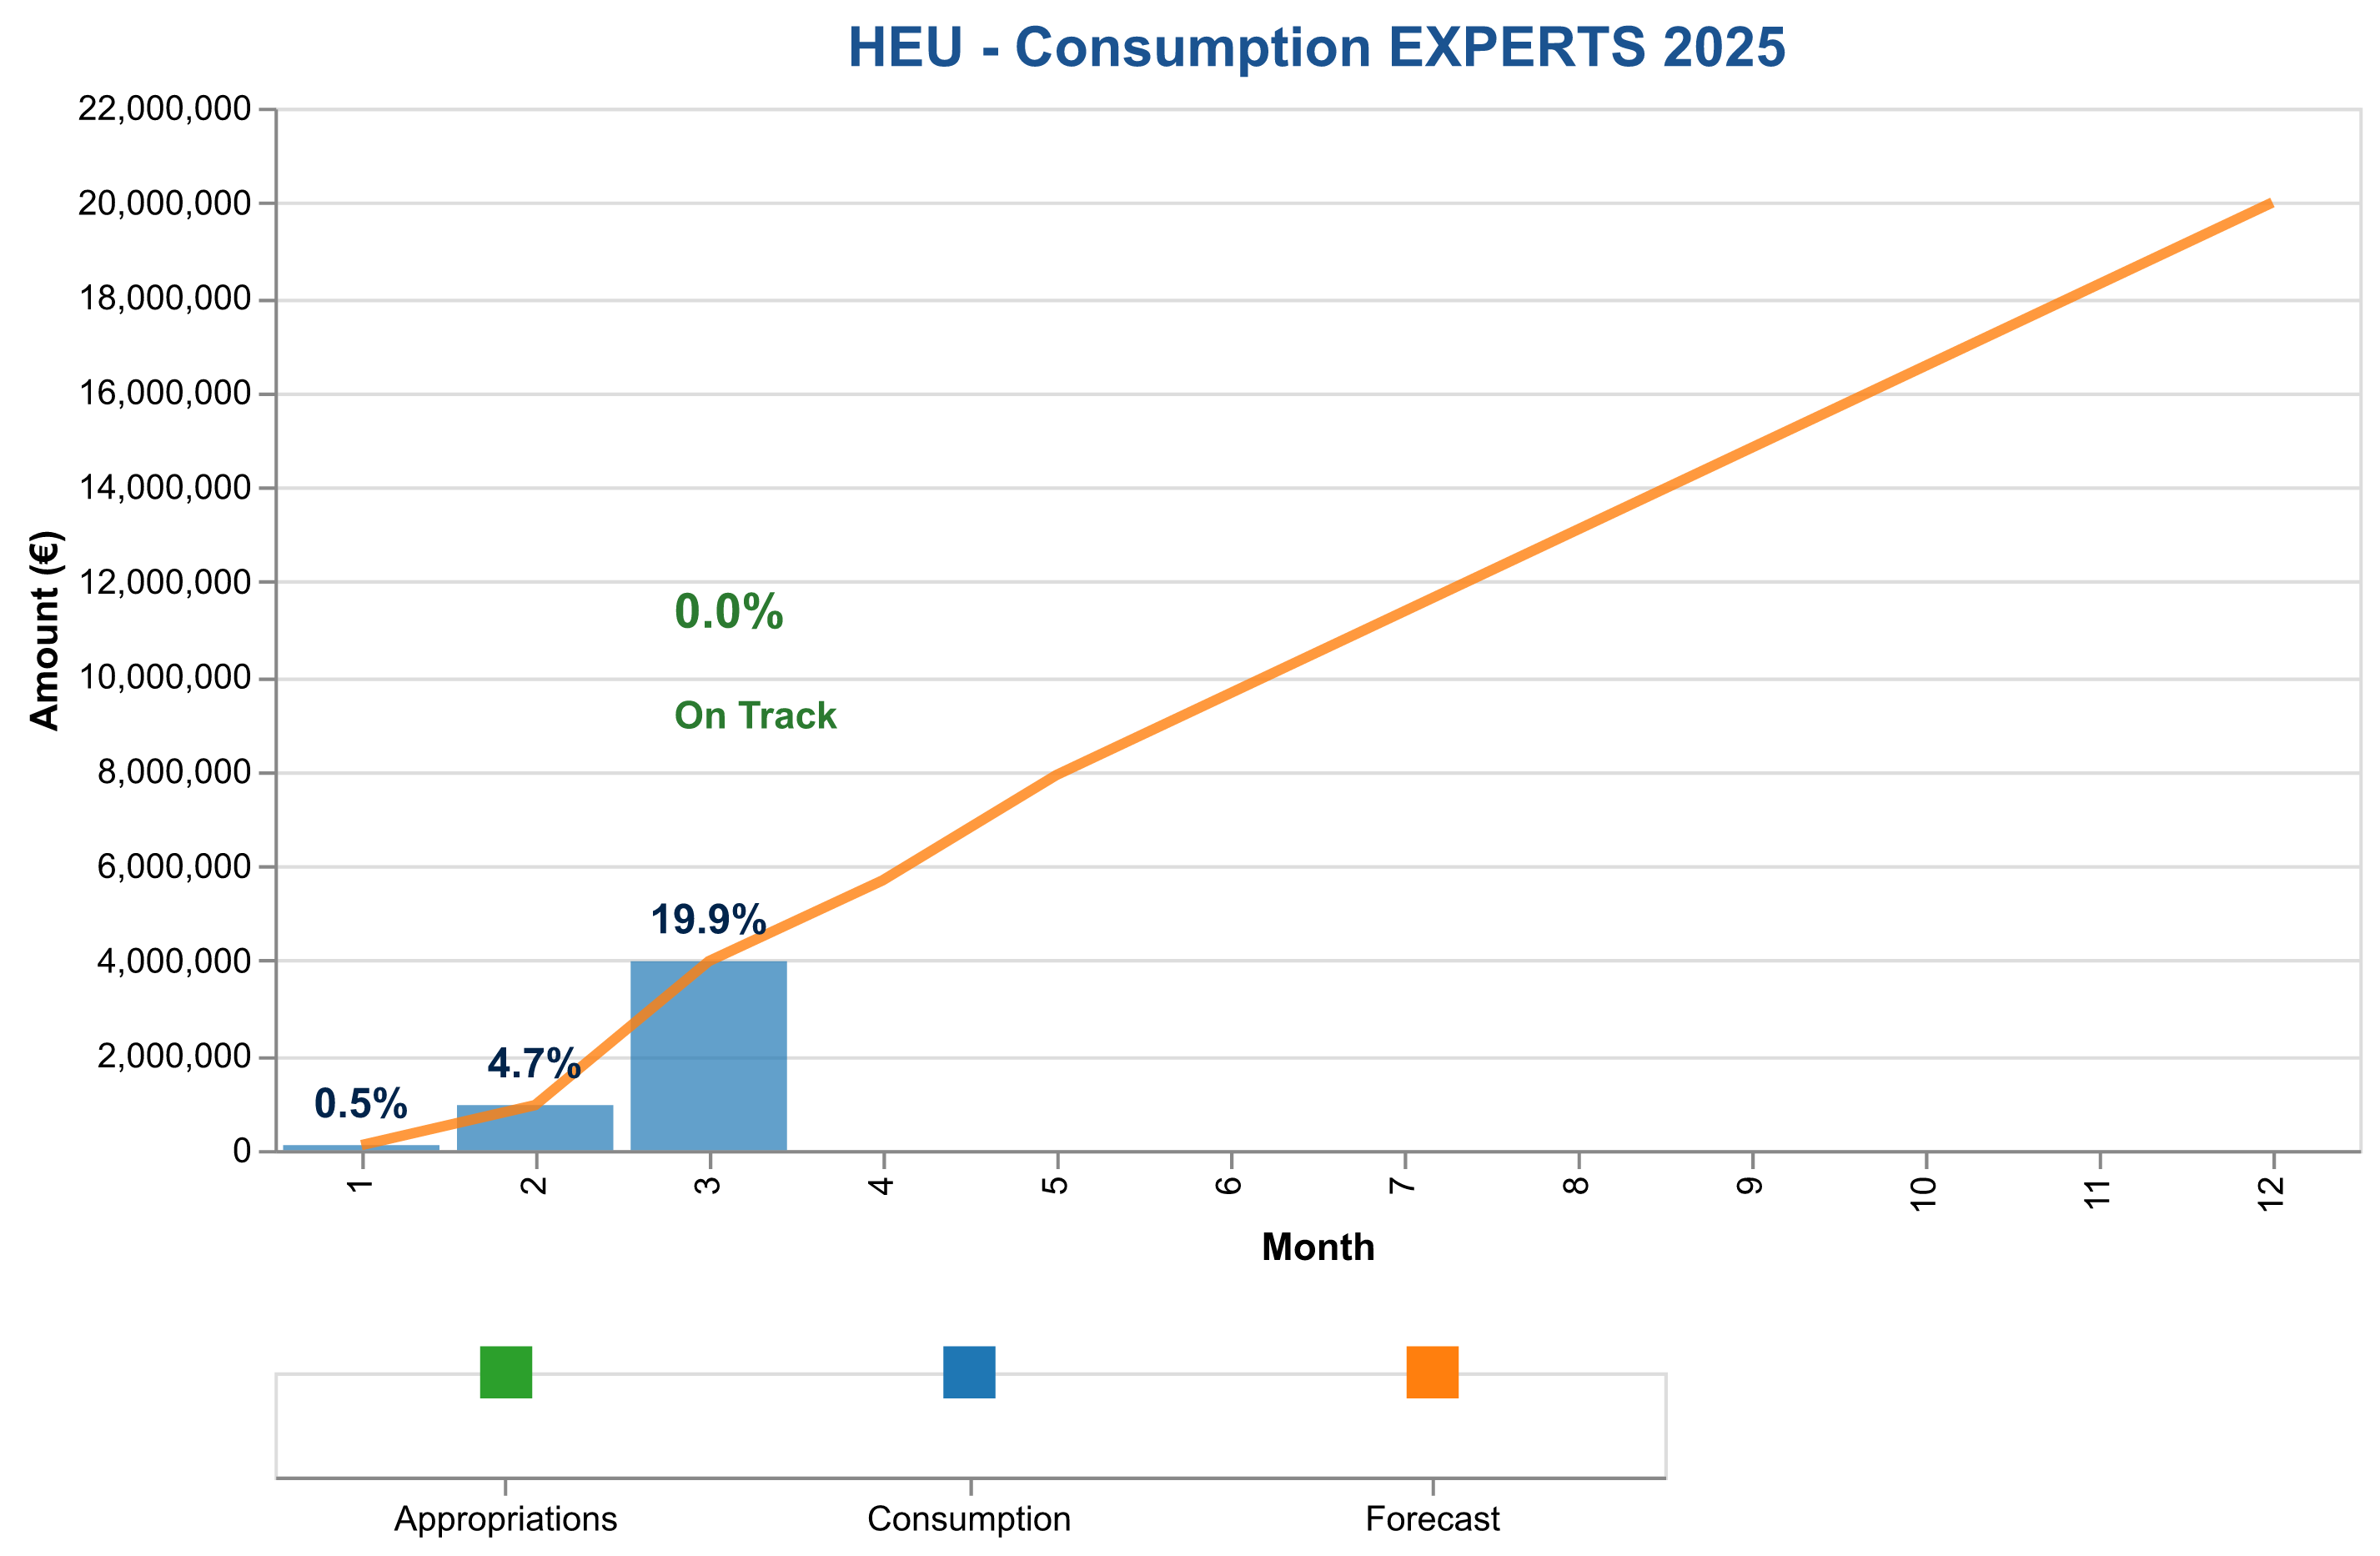 HEU - Consumption EXPERTS 2025
22,000,000
20,000,000
18,000,000
16,000,000
14,000,000
12,000,000
10,000,000
8,000,000
6,000,000
4,000,000
2,000,000
0
Amount (€)
0.0%
On Track
19.9%
4.7%
0.5%
1 2 3 4 5 6 7 8 9 10 11 12
Month
Appropriations Consumption Forecast